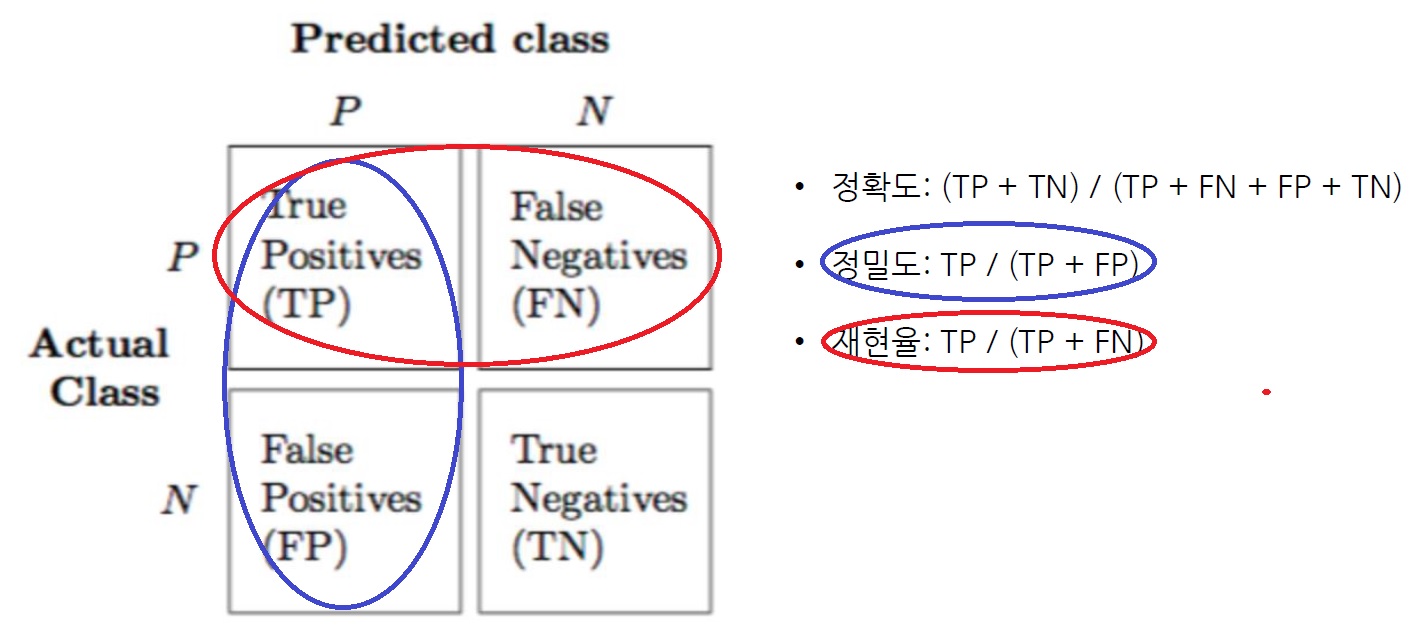 Predicted class
P
N
True
Positives
(TP)
False
Negatives
(FN)
P
Actual
Class
False
Positives
(FP)
True
Negatives
(TN)
N
• 정확도: (TP + TN) / (TP + FN + FP + TN)
• 정밀도: TP / (TP + FP)
• 재현율: TP / (TP + FN)